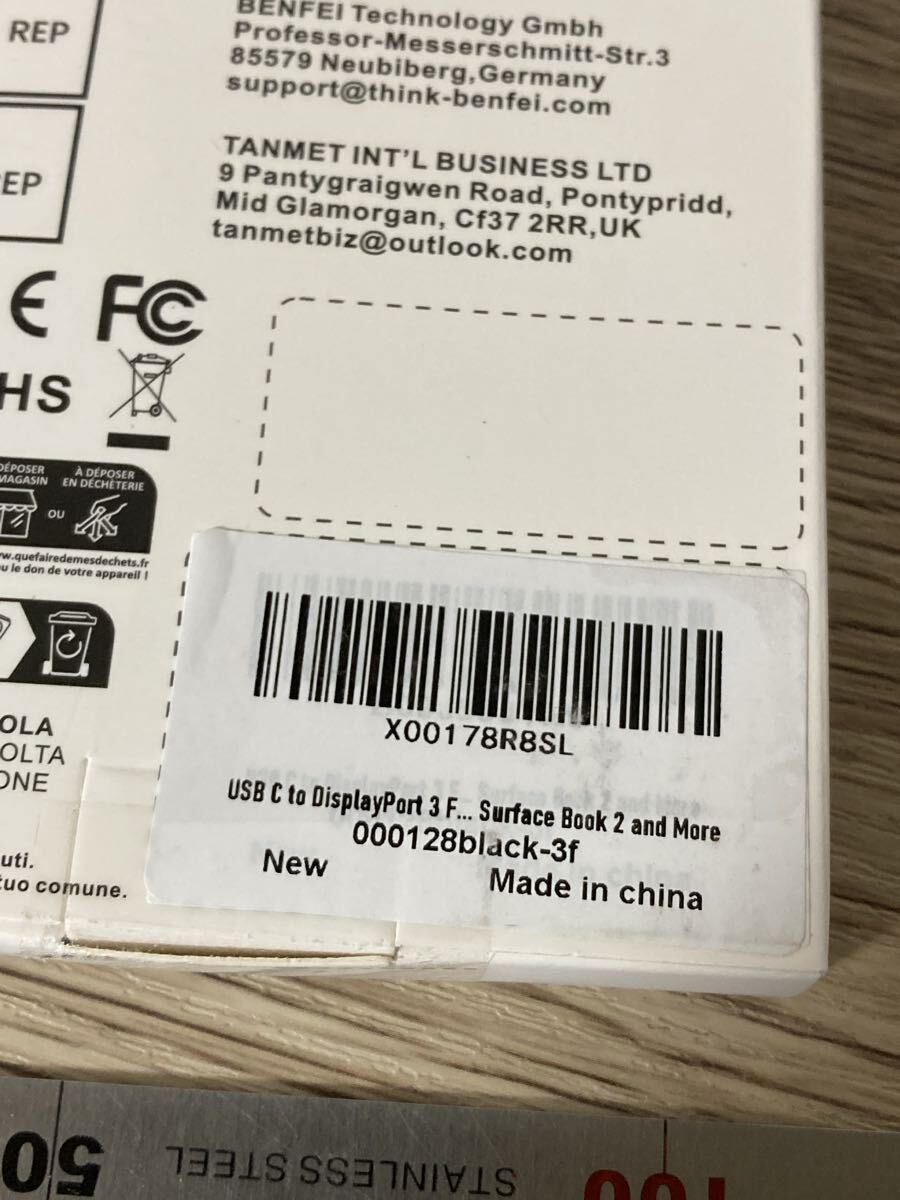 REP
BENFEI Technology Gmbh
Professor-Messerschmitt-Str.3
85579 Neubiberg,Germany
support@think-benfei.com
EP
TANMET INT'L BUSINESS LTD
9 Pantygraigwen Road, Pontypridd,
Mid Glamorgan, Cf37 2RR,UK
tanmetbiz@outlook.com
FC
HS
DÉPOSER
MAGASIN
OU
À DÉPOSER
EN DÉCHÈTERIE
w.quefairedemesdechets.fr
u le don de votre appareil !
OLA
OLTA
ONE
uti.
tuo comune.
X00178R8SL
USB C to DisplayPort 3 F... Surface Book 2 and More
000128black-3f
New
Made in china
50
STAINLESS STEEL
100